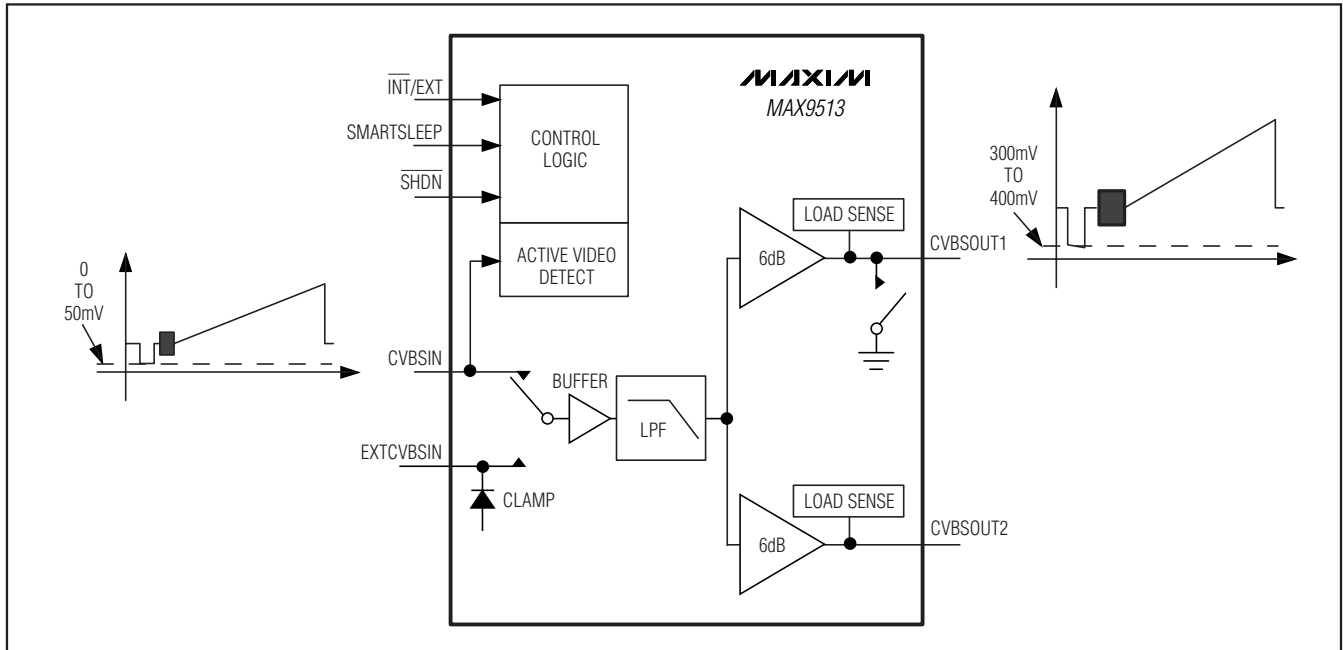 MAXIM
MAX9513
INT/EXT
SMARTSLEEP
SHDN
CONTROL
LOGIC
ACTIVE VIDEO
DETECT
0
TO
50mV
CVBSIN
EXTCVBSIN
CLAMP
BUFFER
LPF
6dB
LOAD SENSE
CVBSOUT1
300mV
TO
400mV
6dB
LOAD SENSE
CVBSOUT2